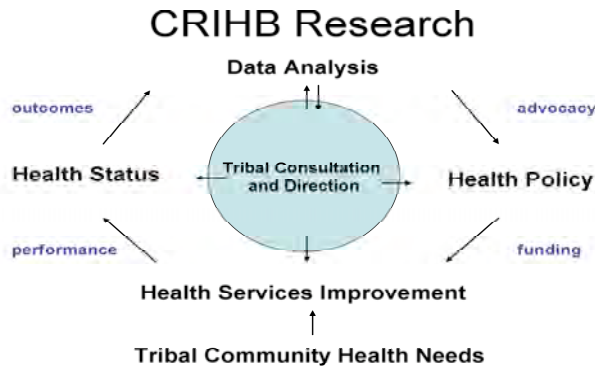 CRIHB Research
Data Analysis
outcomes
advocacy
Health Status
Tribal Consultation
and Direction
Health Policy
performance
funding
Health Services Improvement
Tribal Community Health Needs